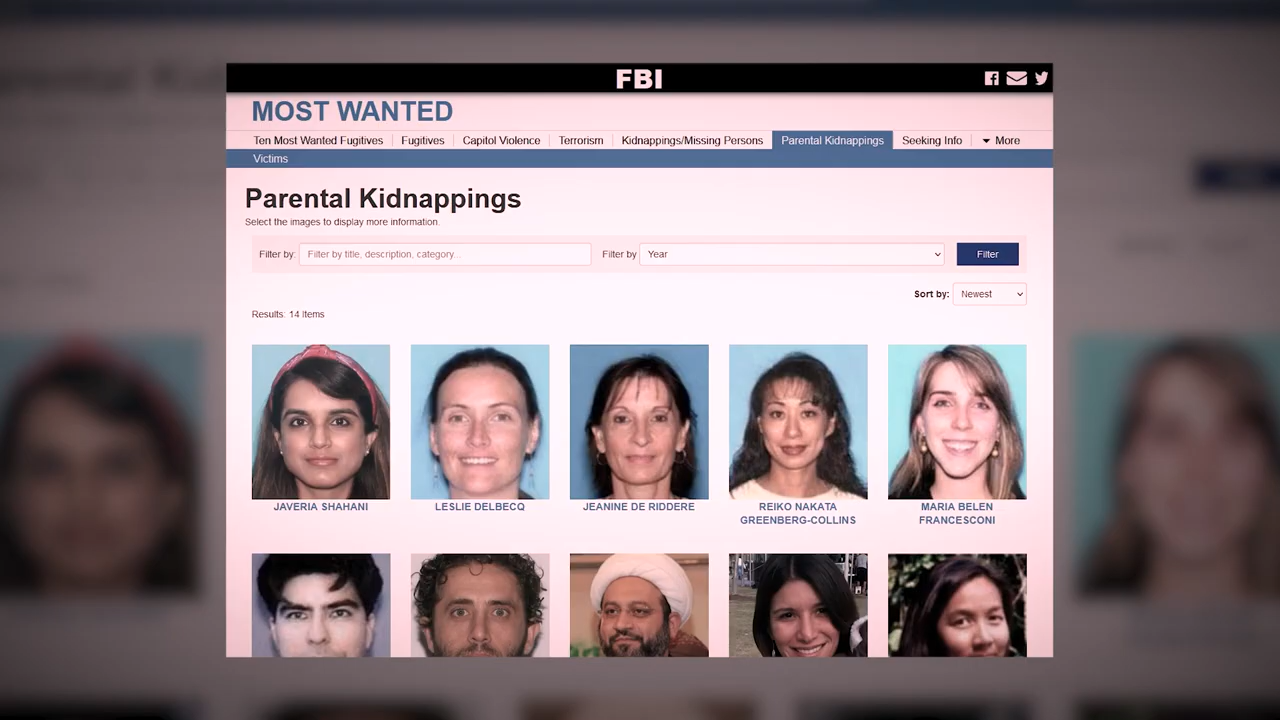 FBI
MOST WANTED
Ten Most Wanted Fugitives
Fugitives
Capitol Violence
Terrorism
Kidnappings/Missing Persons
Parental Kidnappings
Seeking Info
More
Victims
Parental Kidnappings
Select the images to display more information.
Filter by:
Filter by title, description, category...
Filter by
Year
Filter
Sort by:
Newest
Results: 14 Items
JAVERIA SHAHANI
LESLIE DELBECQ
JEANINE DE RIDDERE
REIKO NAKATA
GREENBERG-COLLINS
MARIA BELEN
FRANCESCONI